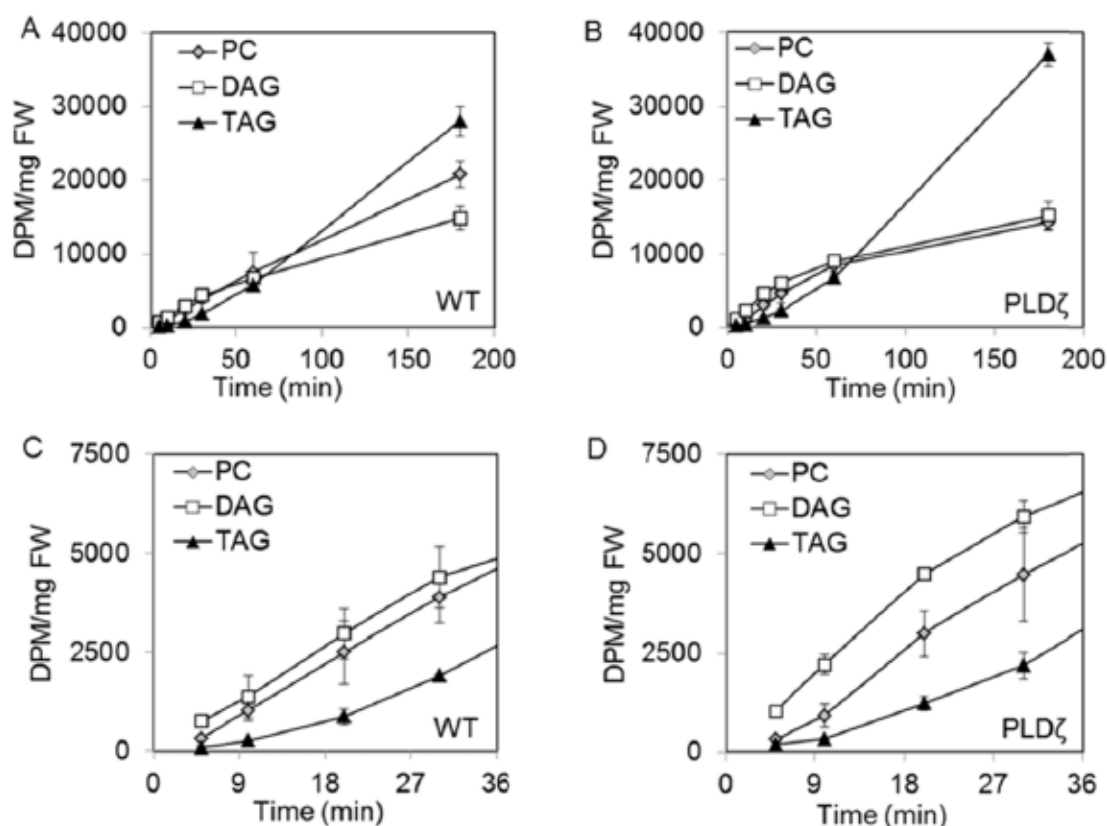 A
DPM/mg FW
40000
30000
20000
10000
0
PC
DAG
TAG
WT
0 50 100 150 200
Time (min)
B
DPM/mg FW
40000
30000
20000
10000
0
PC
DAG
TAG
PLDζ
0 50 100 150 200
Time (min)
C
DPM/mg FW
7500
5000
2500
0
PC
DAG
TAG
WT
0 9 18 27 36
Time (min)
D
DPM/mg FW
7500
5000
2500
0
PC
DAG
TAG
PLDζ
0 9 18 27 36
Time (min)